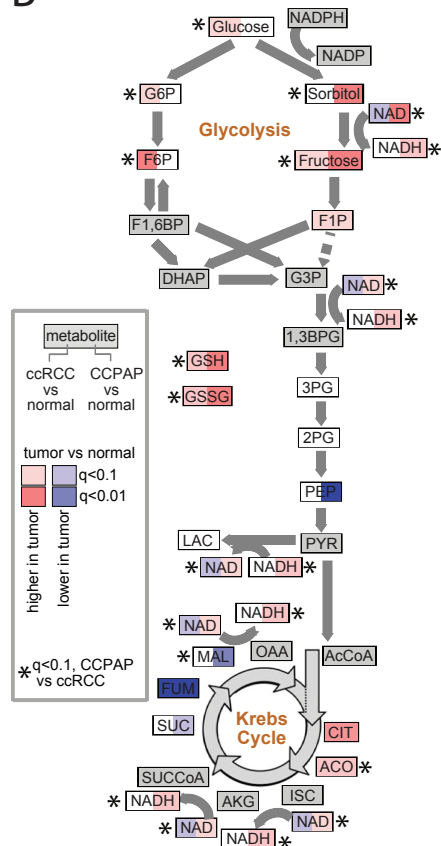 * Glucose
NADPH
NADP
* G6P
* Sorbitol
NAD *
Glycolysis
NADH *
* F6P
* Fructose
F1,6BP
F1P
DHAP
G3P
NAD *
NADH *
1,3BPG
metabolite
ccRCC
vs
normal
CCPAP
vs
normal
tumor vs normal
q<0.1
q<0.01
higher in tumor
lower in tumor
*q<0.1, CCPAP
vs ccRCC
* GSH
* GSSG
3PG
2PG
PEP
LAC
PYR
* NAD
NADH *
NADH *
* NAD
* MAL
OAA
AcCoA
FUM
SUC
Krebs
Cycle
CIT
ACO *
SUCCoA
AKG
ISC
* NADH
* NAD
NADH *
NAD *